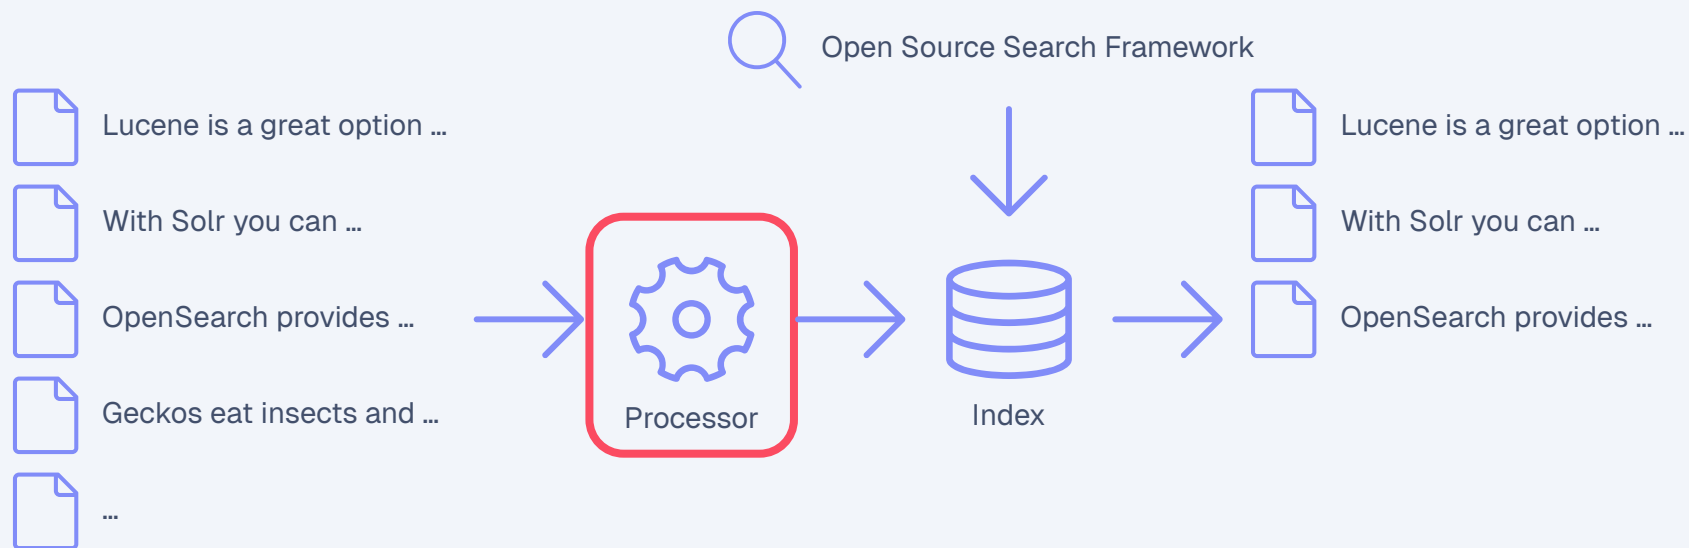 Open Source Search Framework
Lucene is a great option ...
With Solr you can ...
OpenSearch provides ...
Geckos eat insects and ...
...
Processor
Index
Lucene is a great option ...
With Solr you can ...
OpenSearch provides ...